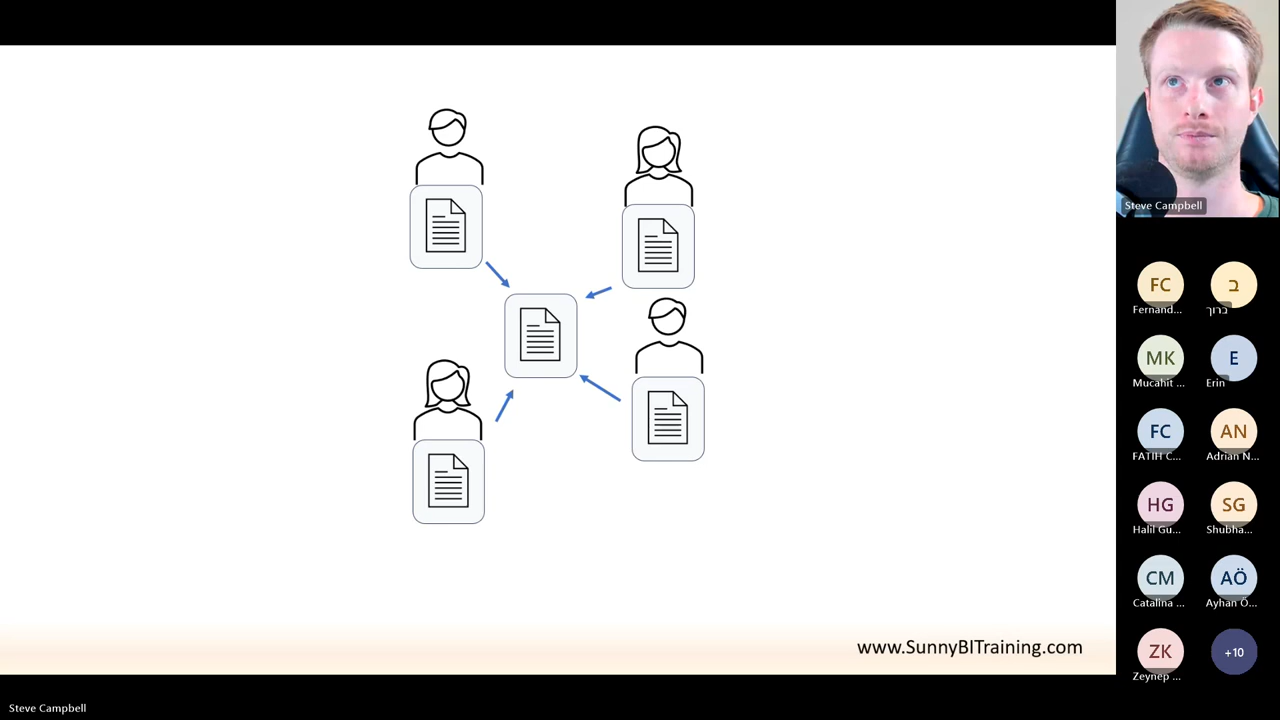 Steve Campbell
FC
ב
Fernand...
ברוך
MK
E
Mucahit ...
Erin
FC
AN
FATIH C...
Adrian N...
HG
SG
Halil Gu...
Shubha...
CM
AÖ
Catalina ...
Ayhan Ö...
ZK
+10
Zeynep ...
www.SunnyBITraining.com
Steve Campbell